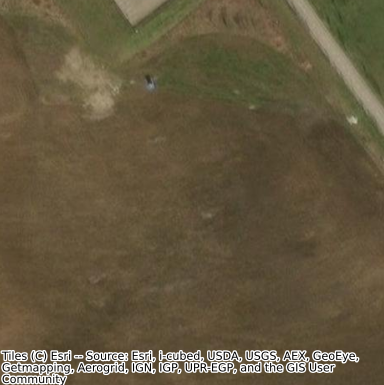 Tiles (C) Esri -- Source: Esri, i-cubed, USDA, USGS, AEX, GeoEye,
Getmapping, Aerogrid, IGN, IGP, UPR-EGP, and the GIS User
Community